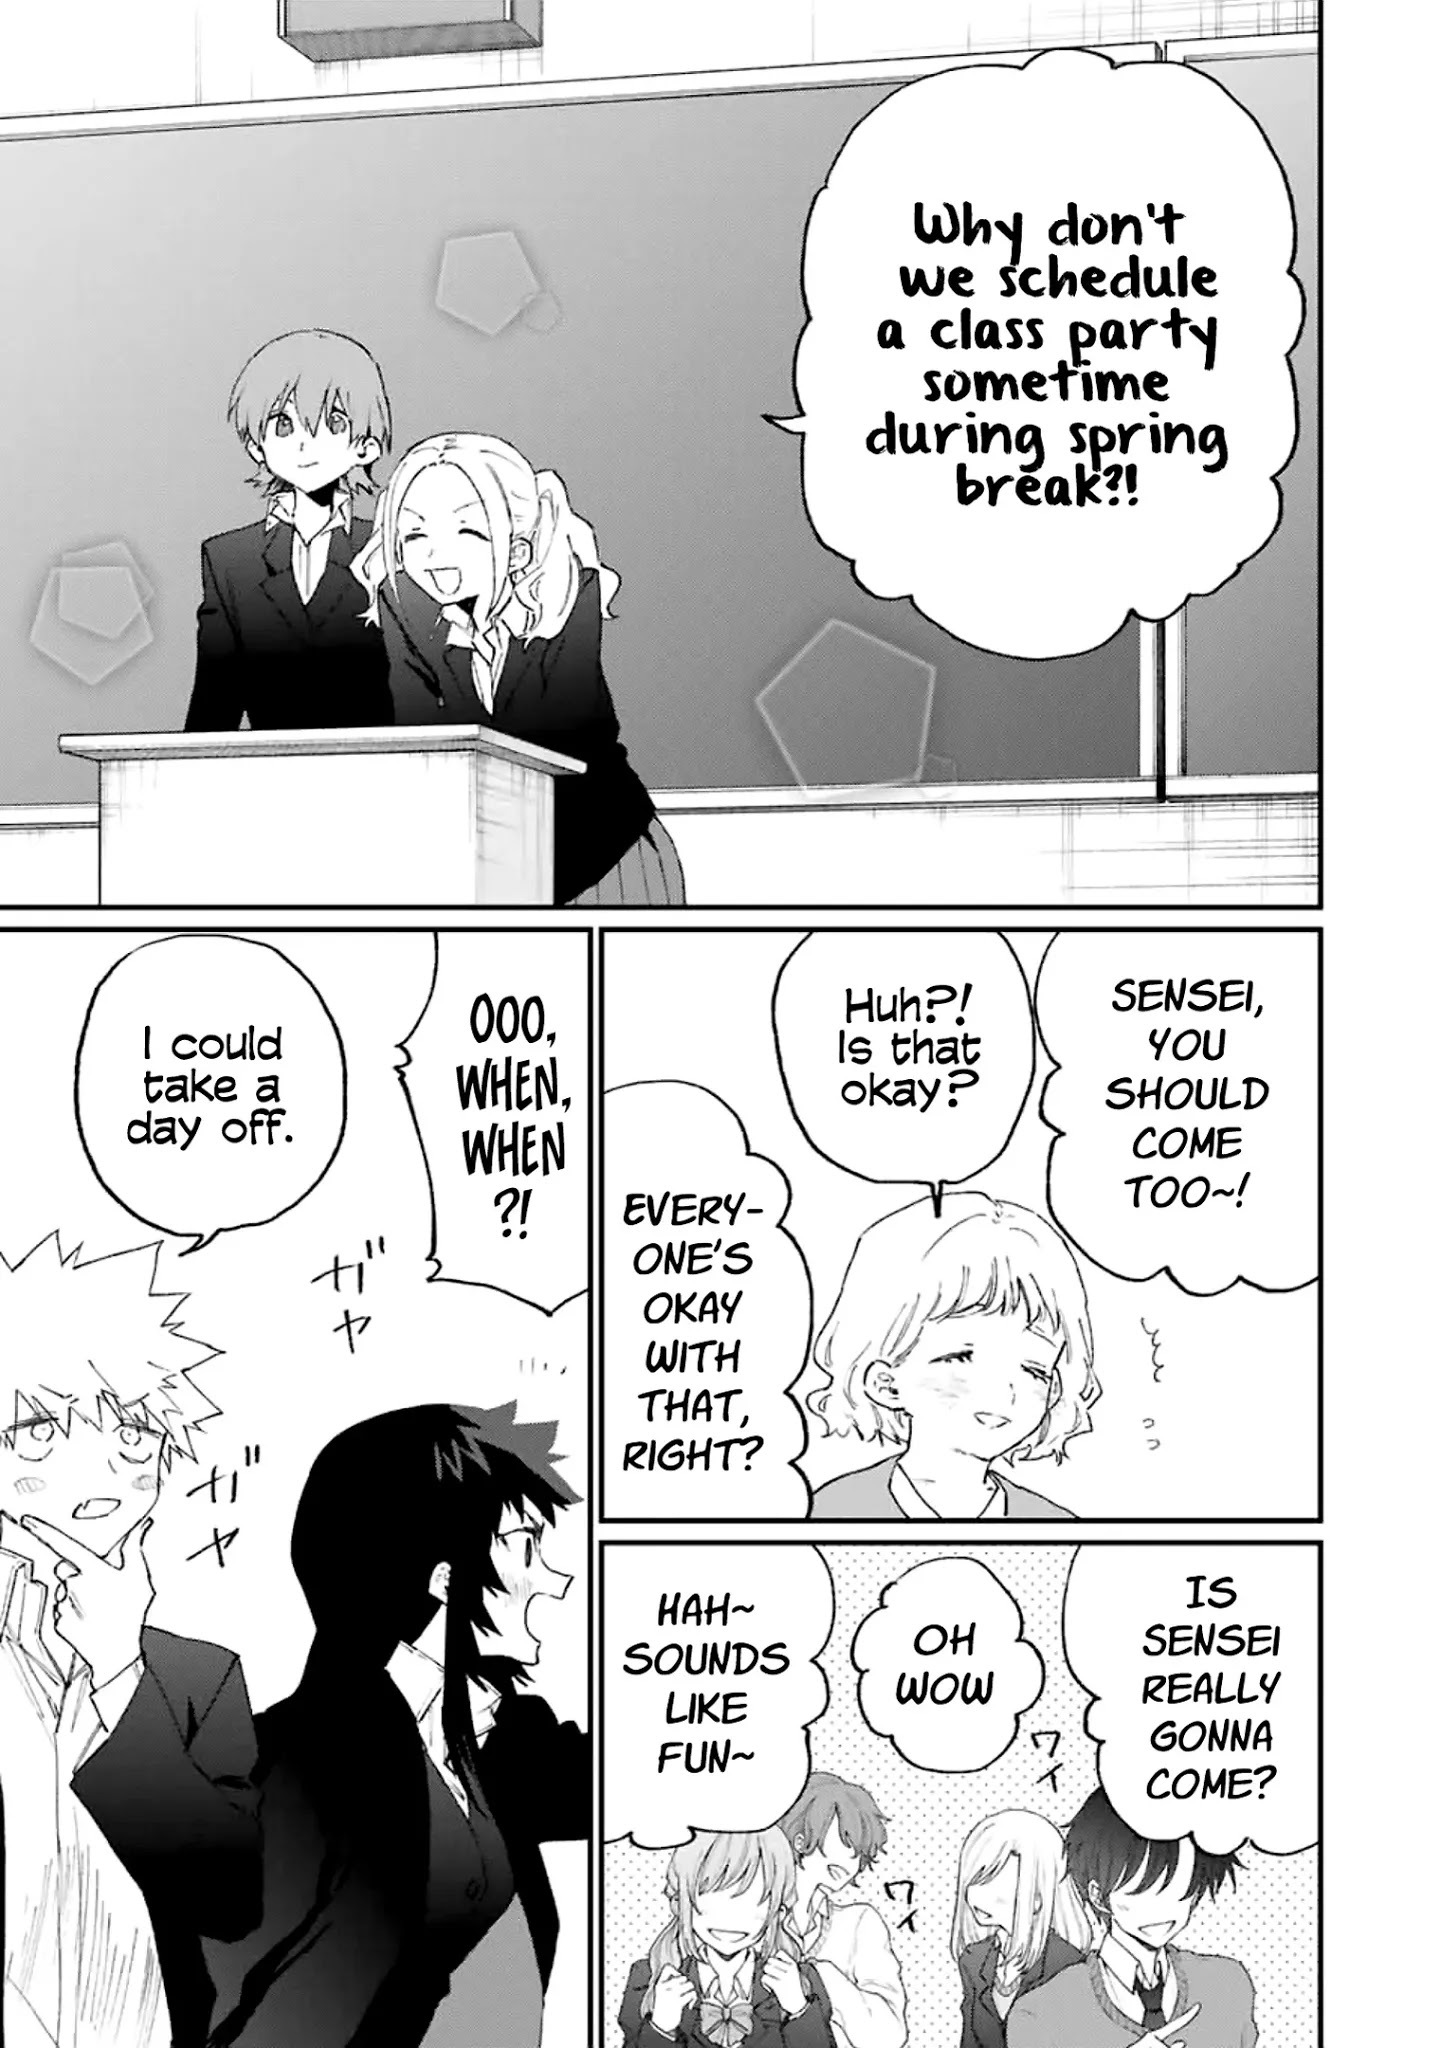 Why don't
we schedule
a class party
sometime
during spring
break?!
SENSEI,
YOU
SHOULD
COME
TOO~!
Huh?!
Is that
okay?
EVERY-
ONE'S
OKAY
WITH
THAT,
RIGHT?
IS
SENSEI
REALLY
GONNA
COME?
OH
WOW
HAH~
SOUNDS
LIKE
FUN~
ワイ
ワイ
OOO,
WHEN,
WHEN
?!
I could
take a
day off.
ガヤ
ガヤ